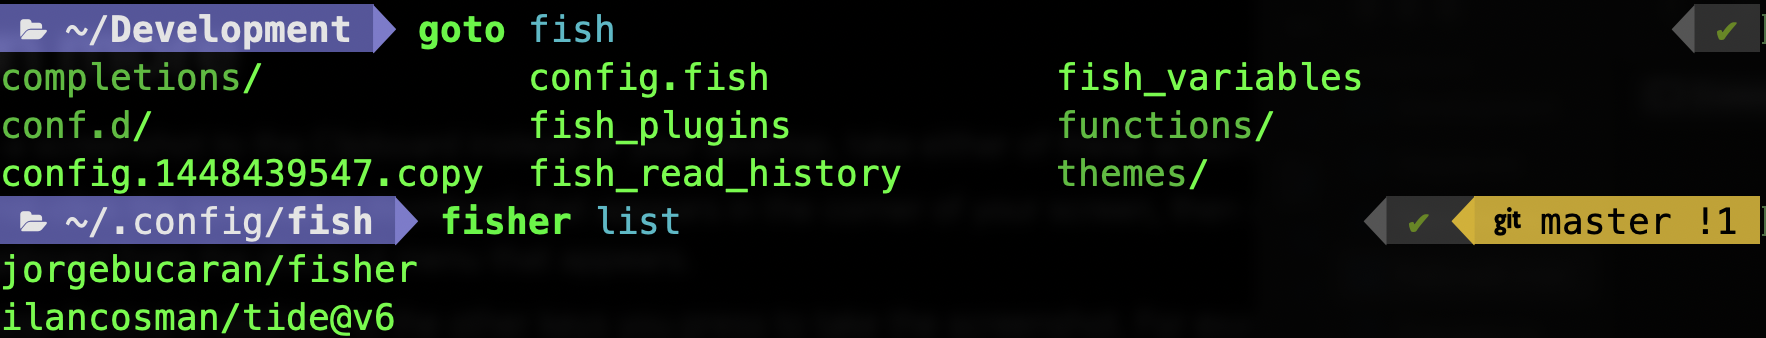 ~/Development goto fish ✔
completions/ config.fish fish_variables
conf.d/ fish_plugins functions/
config.1448439547.copy fish_read_history themes/
~/.config/fish fisher list ✔ git master !1
jorgebucaran/fisher
ilancosman/tide@v6